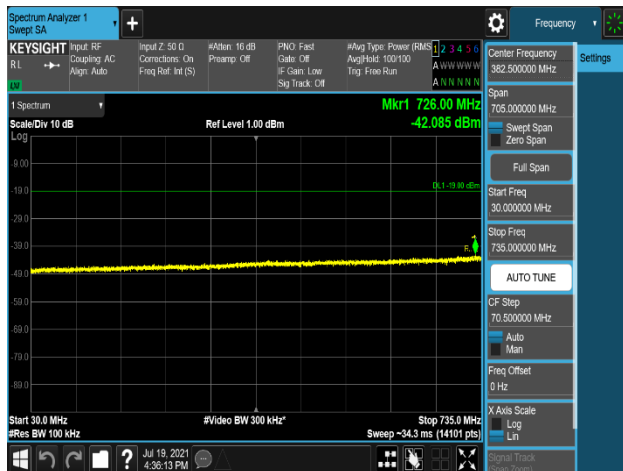 Spectrum Analyzer 1
Swept SA
Frequency
KEYSIGHT
RL
Input: RF
Coupling: AC
Align: Auto
Input Z: 50 Ω
Corrections: On
Freq Ref: Int (S)
#Atten: 16 dB
Preamp: Off
PNO: Fast
Gate: Off
IF Gain: Low
Sig Track: Off
#Avg Type: Power (RMS
Avg|Hold: 100/100
Trig: Free Run
1 2 3 4 5 6
A W W W W W
A N N N N N
1 Spectrum
Scale/Div 10 dB
Log
Ref Level 1.00 dBm
Mkr1 726.00 MHz
-42.085 dBm
DL1 -19.00 dBm
-9.00
-19.0
-29.0
-39.0
-49.0
-59.0
-69.0
-79.0
-89.0
Start 30.0 MHz
#Res BW 100 kHz
#Video BW 300 kHz*
Stop 735.0 MHz
Sweep ~34.3 ms (14101 pts)
Jul 19, 2021
4:36:13 PM
Settings
Center Frequency
382.500000 MHz
Span
705.000000 MHz
Swept Span
Zero Span
Full Span
Start Freq
30.000000 MHz
Stop Freq
735.000000 MHz
AUTO TUNE
CF Step
70.500000 MHz
Auto
Man
Freq Offset
0 Hz
X Axis Scale
Log
Lin
Signal Track
(Span Zoom)